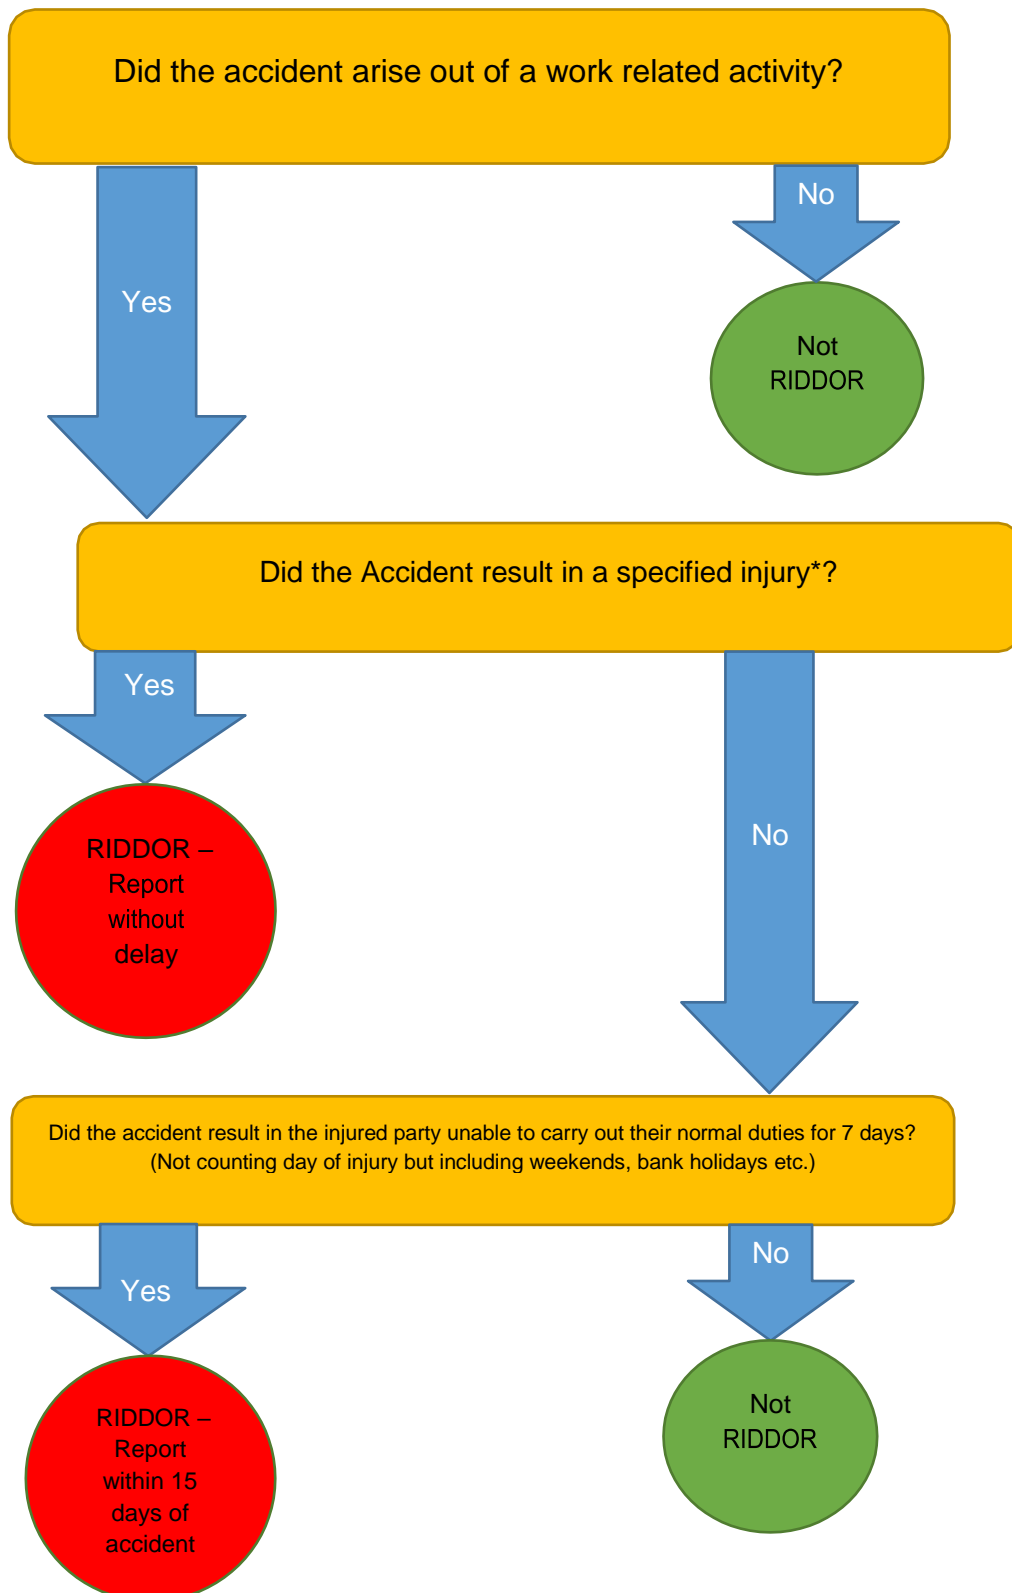 Did the accident arise out of a work related activity?
No
Yes
Not
RIDDOR
Did the Accident result in a specified injury*?
Yes
No
RIDDOR –
Report
without
delay
Did the accident result in the injured party unable to carry out their normal duties for 7 days?
(Not counting day of injury but including weekends, bank holidays etc.)
No
Yes
Not
RIDDOR
RIDDOR –
Report
within 15
days of
accident